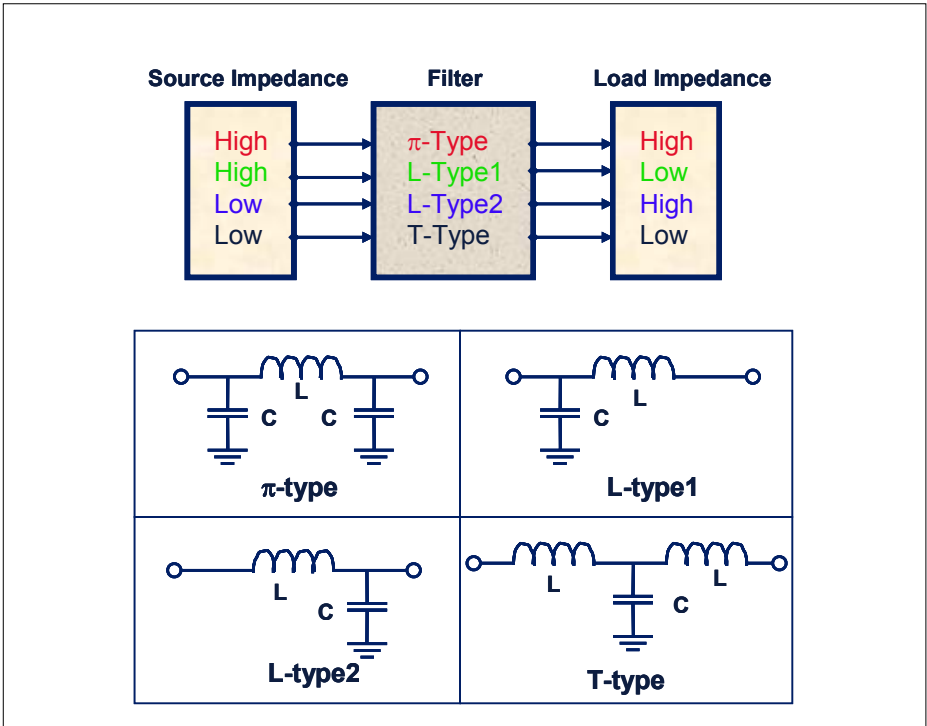 Source Impedance Filter Load Impedance
High π-Type High
High L-Type1 Low
Low L-Type2 High
Low T-Type Low
L L
C C C
π-type L-type1
L L L
C C
L-type2 T-type